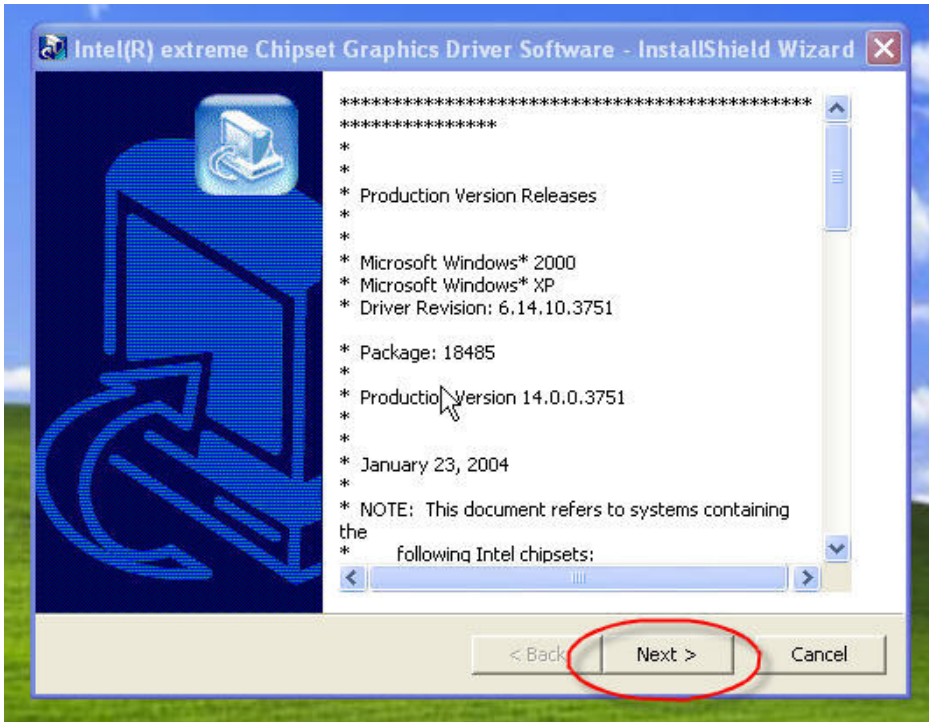 Intel(R) extreme Chipset Graphics Driver Software - InstallShield Wizard
*********************************************
***************
*
*
* Production Version Releases
*
*
* Microsoft Windows* 2000
* Microsoft Windows* XP
* Driver Revision: 6.14.10.3751
* Package: 18485
*
* Production Version 14.0.0.3751
*
*
* January 23, 2004
*
* NOTE: This document refers to systems containing
the
* following Intel chipsets:
< Back
Next >
Cancel